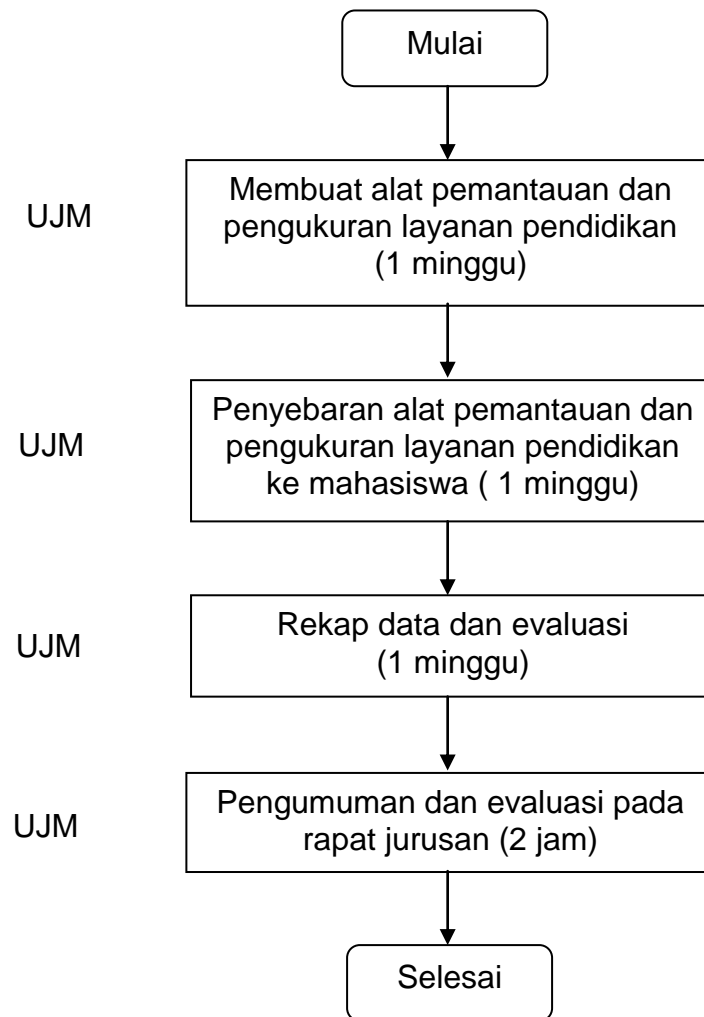 Mulai
UJM
Membuat alat pemantauan dan
pengukuran layanan pendidikan
(1 minggu)
UJM
Penyebaran alat pemantauan dan
pengukuran layanan pendidikan
ke mahasiswa ( 1 minggu)
UJM
Rekap data dan evaluasi
(1 minggu)
UJM
Pengumuman dan evaluasi pada
rapat jurusan (2 jam)
Selesai